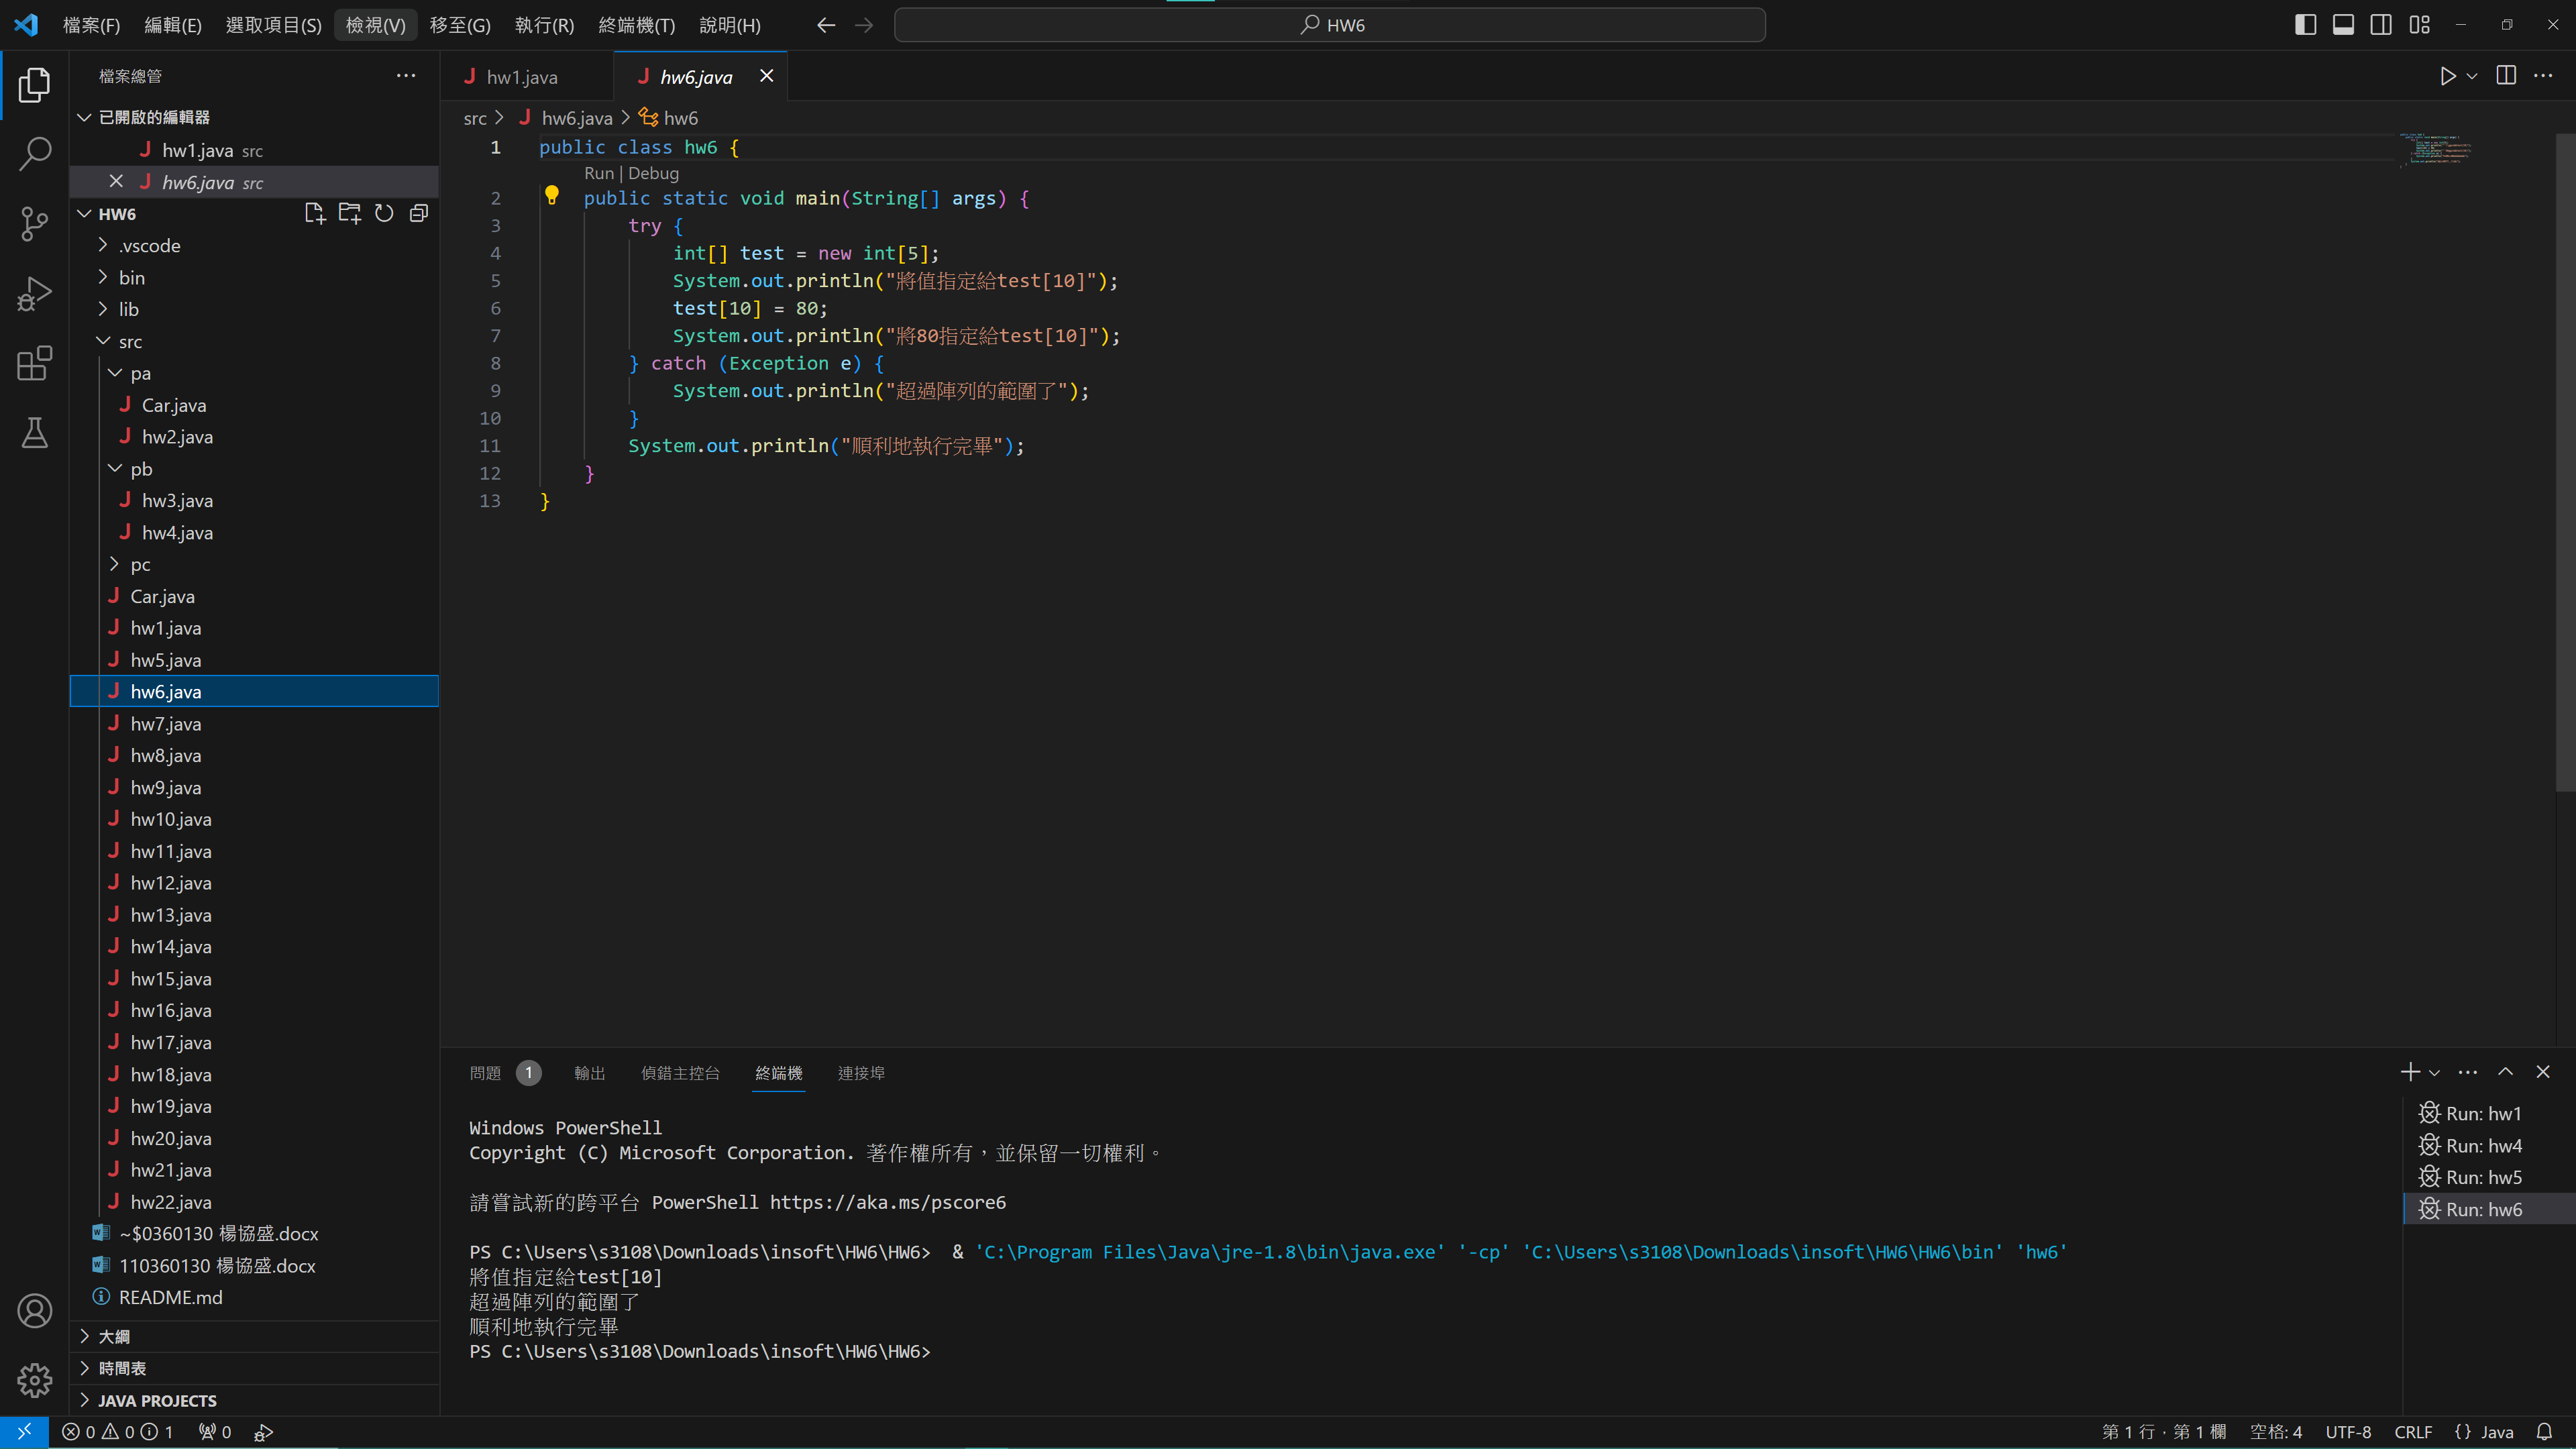 檔案(F) 編輯(E) 選取項目(S) 檢視(V) 移至(G) 執行(R) 終端機(T) 說明(H) HW6
檔案總管
已開啟的編輯器
hw1.java src
hw6.java src
HW6
.vscode
bin
lib
src
pa
Car.java
hw2.java
pb
hw3.java
hw4.java
pc
Car.java
hw1.java
hw5.java
hw6.java
hw7.java
hw8.java
hw9.java
hw10.java
hw11.java
hw12.java
hw13.java
hw14.java
hw15.java
hw16.java
hw17.java
hw18.java
hw19.java
hw20.java
hw21.java
hw22.java
~$0360130 楊協盛.docx
110360130 楊協盛.docx
README.md
大綱
時間表
JAVA PROJECTS
hw1.java hw6.java
src > hw6.java > hw6
1 public class hw6 {
Run | Debug
2 public static void main(String[] args) {
3 try {
4 int[] test = new int[5];
5 System.out.println("將值指定給test[10]");
6 test[10] = 80;
7 System.out.println("將80指定給test[10]");
8 } catch (Exception e) {
9 System.out.println("超過陣列的範圍了");
10 }
11 System.out.println("順利地執行完畢");
12 }
13 }
問題 1 輸出 偵錯主控台 終端機 連接埠
Windows PowerShell
Copyright (C) Microsoft Corporation. 著作權所有，並保留一切權利。
請嘗試新的跨平台 PowerShell https://aka.ms/pscore6
PS C:\Users\s3108\Downloads\insoft\HW6\HW6>  & 'C:\Program Files\Java\jre-1.8\bin\java.exe' '-cp' 'C:\Users\s3108\Downloads\insoft\HW6\HW6\bin' 'hw6'
將值指定給test[10]
超過陣列的範圍了
順利地執行完畢
PS C:\Users\s3108\Downloads\insoft\HW6\HW6>
Run: hw1
Run: hw4
Run: hw5
Run: hw6
0 0 1 0 第 1 行，第 1 欄 空格: 4 UTF-8 CRLF {} Java